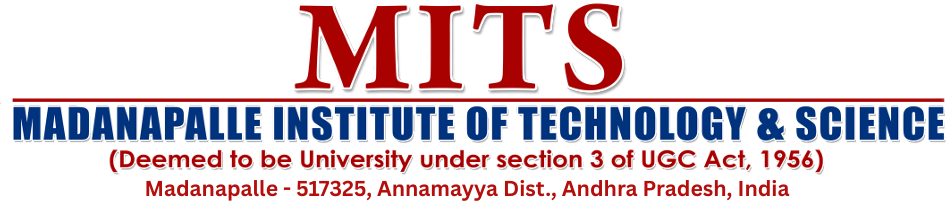 MITS
MADANAPALLE INSTITUTE OF TECHNOLOGY & SCIENCE
(Deemed to be University under section 3 of UGC Act, 1956)
Madanapalle - 517325, Annamayya Dist., Andhra Pradesh, India